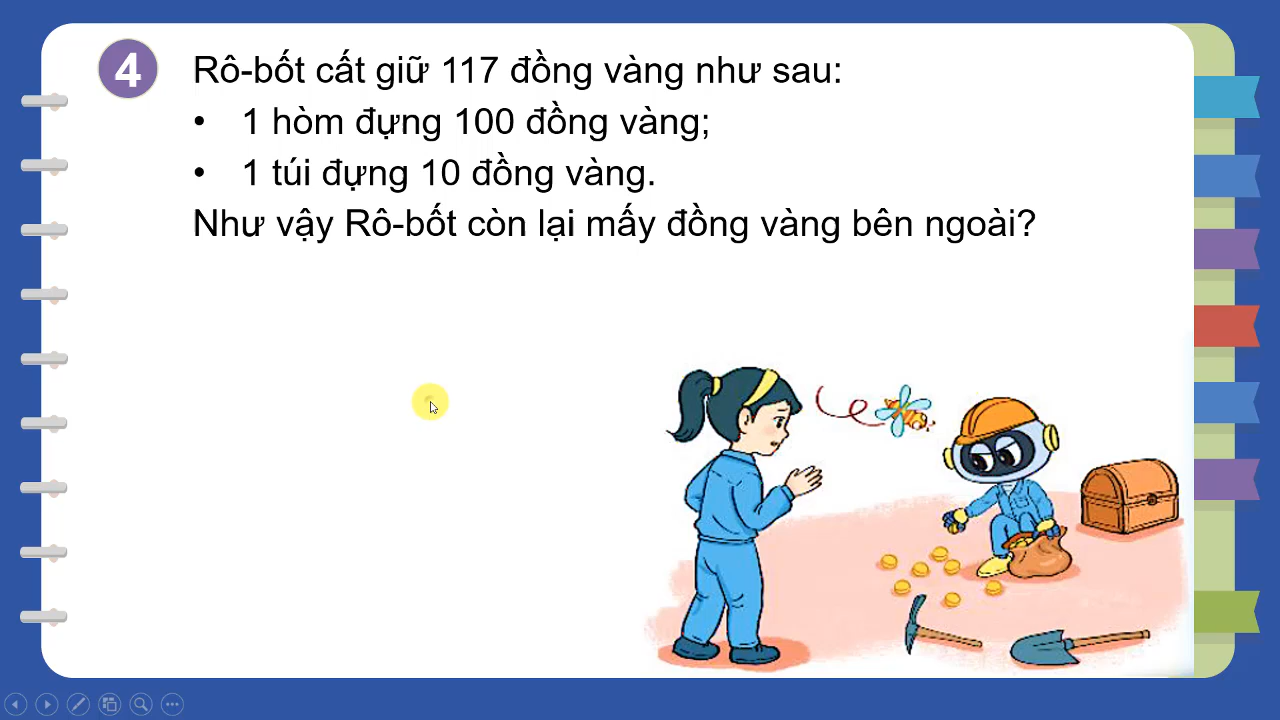 4
Rô-bốt cất giữ 117 đồng vàng như sau:
• 1 hòm đựng 100 đồng vàng;
• 1 túi đựng 10 đồng vàng.
Như vậy Rô-bốt còn lại mấy đồng vàng bên ngoài?